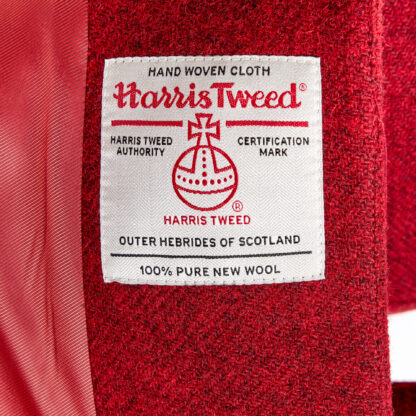 HAND WOVEN CLOTH
Harris Tweed®
HARRIS TWEED AUTHORITY
CERTIFICATION MARK
®
HARRIS TWEED
OUTER HEBRIDES OF SCOTLAND
100% PURE NEW WOOL